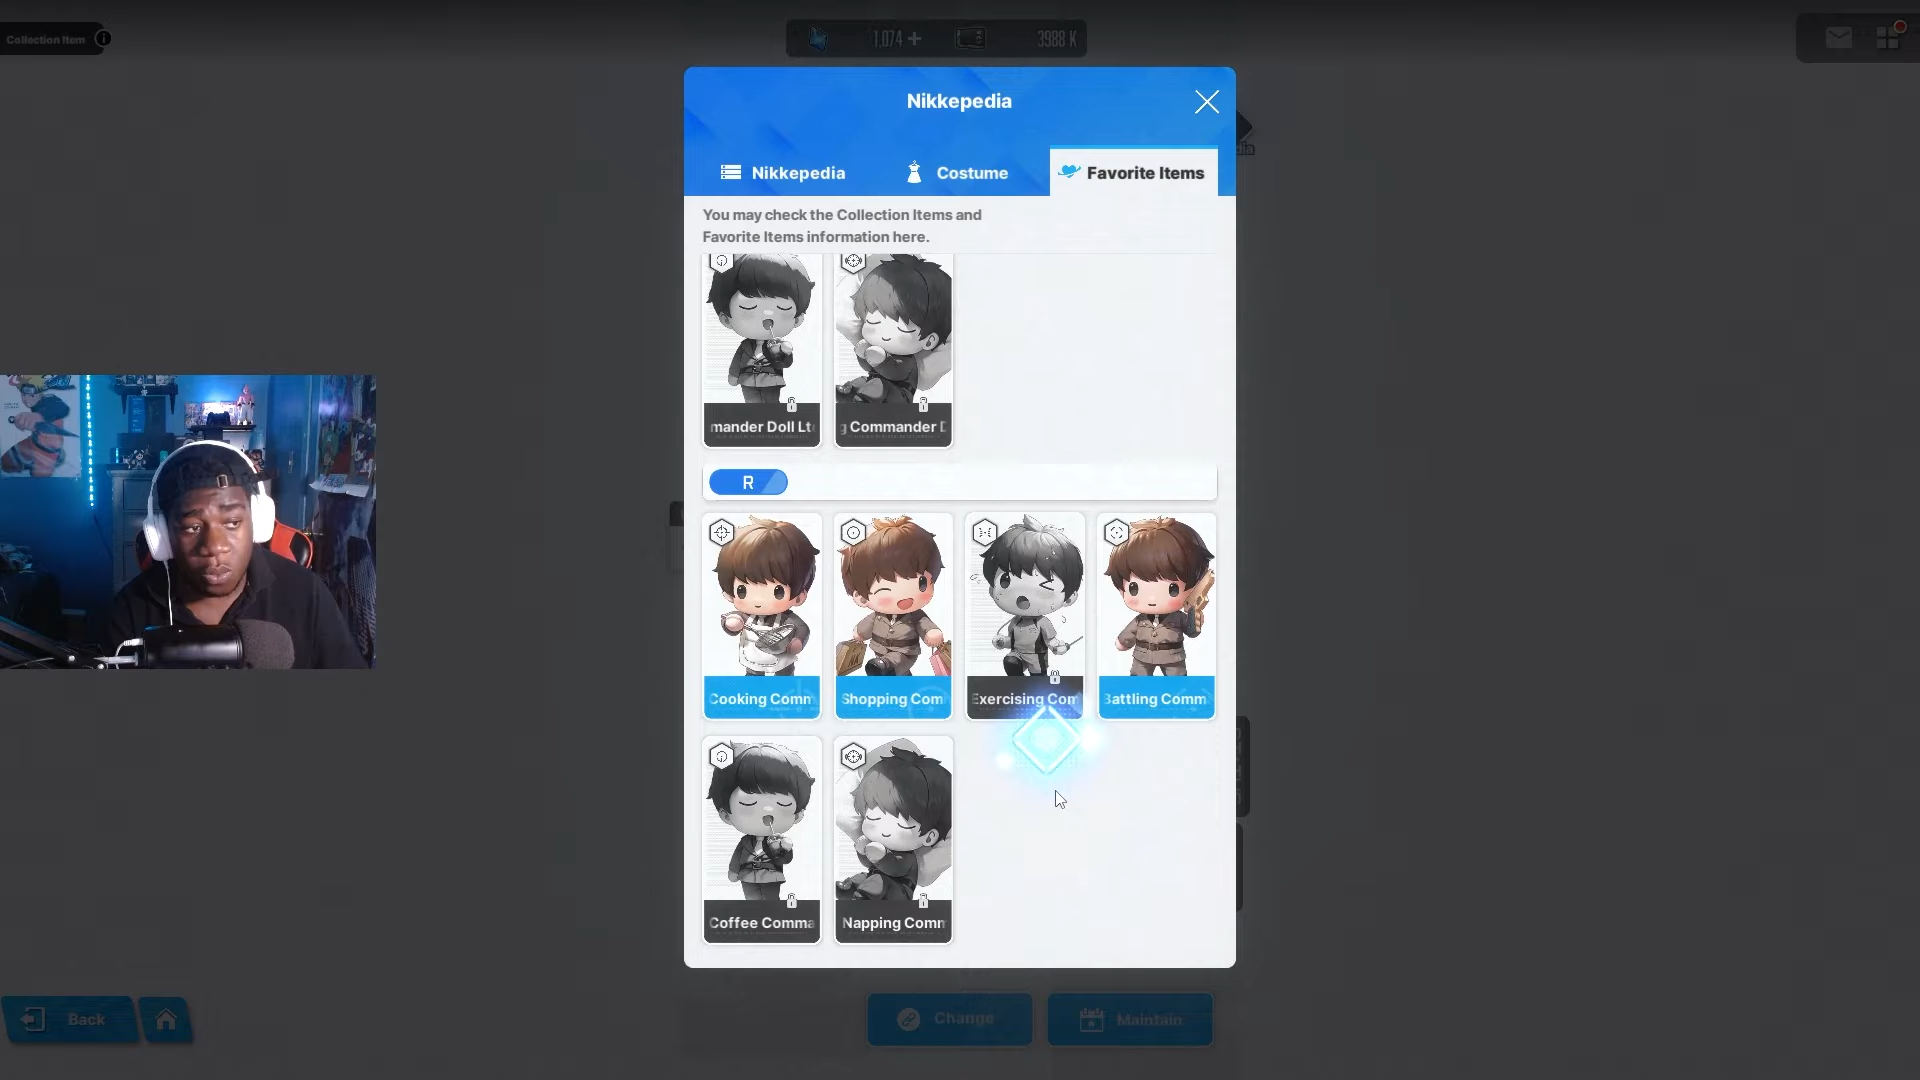 Collection Item
1,074
3988 K
Nikkepedia
Nikkepedia
Costume
Favorite Items
You may check the Collection Items and
Favorite Items information here.
mander Doll Lt
g Commander D
R
Cooking Comm
Shopping Com
Exercising Com
Battling Comm
Coffee Comma
Napping Comm
Back
Change
Maintain